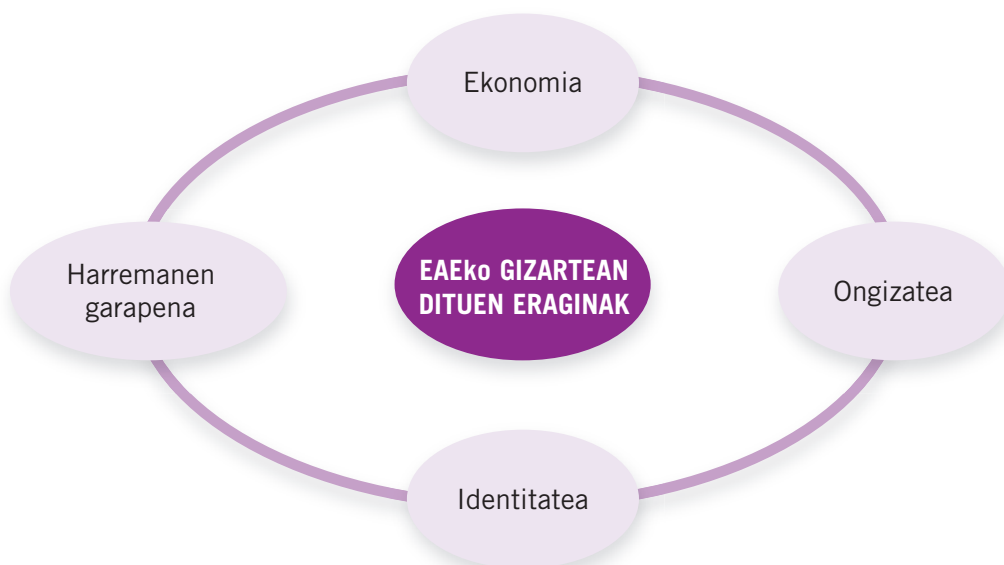 Ekonomia
Harremanen
garapena
EAEko GIZARTEAN
DITUEN ERAGINAK
Ongizatea
Identitatea